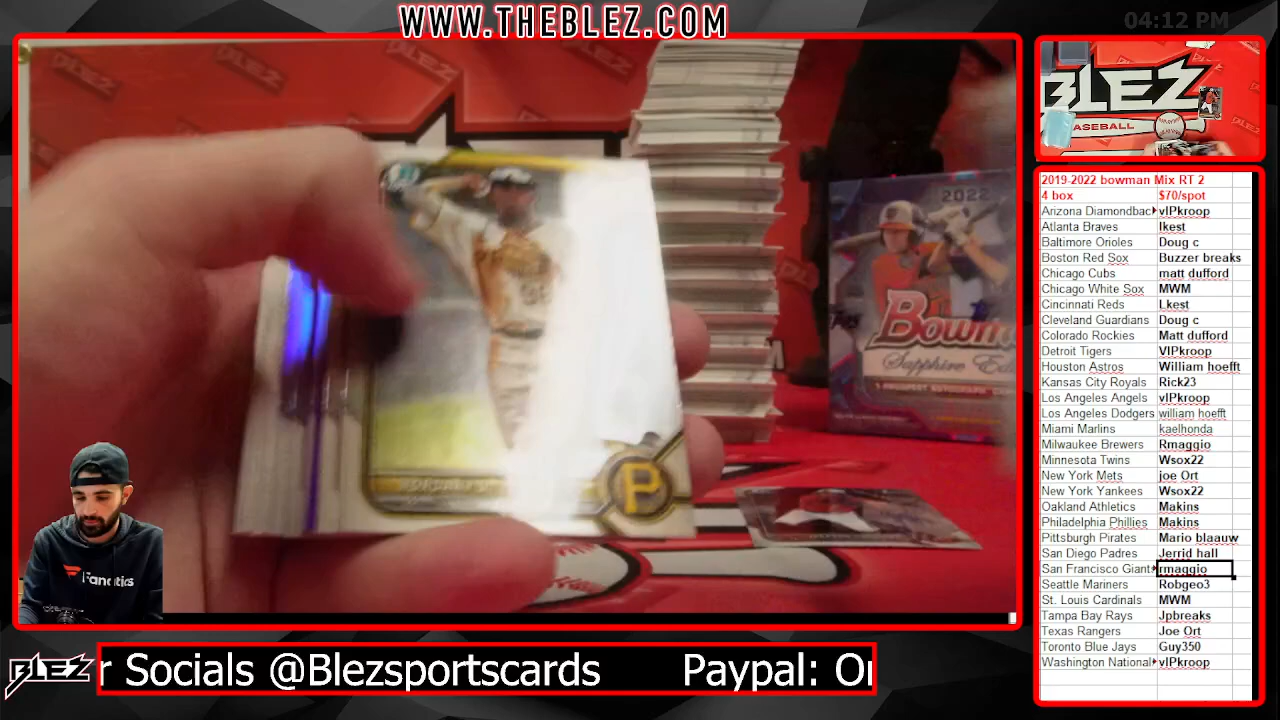 WWW.THEBLEZ.COM
04:12 PM
BLEZ
BASEBALL
2022
Bowm
Sapphire Edi
P
Fanatics
2019-2022 bowman Mix RT 2
4 box $70/spot
Arizona Diamondbac vIPkroop
Atlanta Braves lkest
Baltimore Orioles Doug c
Boston Red Sox Buzzer breaks
Chicago Cubs matt dufford
Chicago White Sox MWM
Cincinnati Reds Lkest
Cleveland Guardians Doug c
Colorado Rockies Matt dufford
Detroit Tigers VIPkroop
Houston Astros William hoefft
Kansas City Royals Rick23
Los Angeles Angels vIPkroop
Los Angeles Dodgers william hoefft
Miami Marlins kaelhonda
Milwaukee Brewers Rmaggio
Minnesota Twins Wsox22
New York Mets joe Ort
New York Yankees Wsox22
Oakland Athletics Makins
Philadelphia Phillies Makins
Pittsburgh Pirates Mario blaauw
San Diego Padres Jerrid hall
San Francisco Giants rmaggio
Seattle Mariners Robgeo3
St. Louis Cardinals MWM
Tampa Bay Rays Jpbreaks
Texas Rangers Joe Ort
Toronto Blue Jays Guy350
Washington National vIPkroop
BLEZ
r Socials @Blezsportscards Paypal: Or